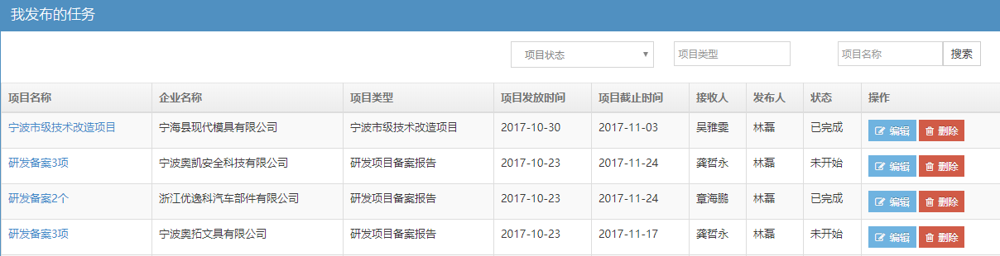 我发布的任务
项目状态 项目类型 项目名称 搜索
项目名称 企业名称 项目类型 项目发放时间 项目截止时间 接收人 发布人 状态 操作
宁波市级技术改造项目 宁海县现代模具有限公司 宁波市级技术改造项目 2017-10-30 2017-11-03 吴雅雯 林磊 已完成 编辑 删除
研发备案3项 宁波奥凯安全科技有限公司 研发项目备案报告 2017-10-23 2017-11-24 龚哲永 林磊 未开始 编辑 删除
研发备案2个 浙江优逸科汽车部件有限公司 研发项目备案报告 2017-10-23 2017-11-24 章海鹏 林磊 已完成 编辑 删除
研发备案3项 宁波奥拓文具有限公司 研发项目备案报告 2017-10-23 2017-11-17 龚哲永 林磊 未开始 编辑 删除